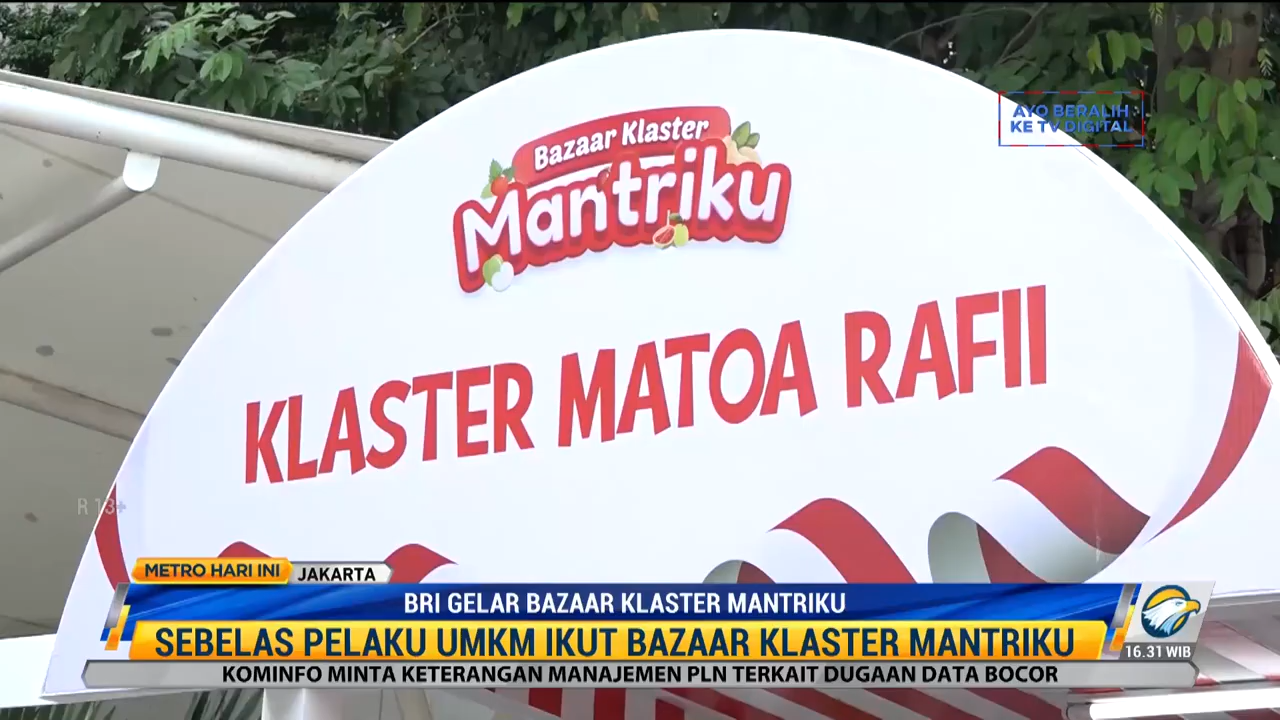 AYO BERALIH
KE TV DIGITAL
Bazaar Klaster
Mantriku
KLASTER MATOA RAFII
R 13+
METRO HARI INI
JAKARTA
BRI GELAR BAZAAR KLASTER MANTRIKU
SEBELAS PELAKU UMKM IKUT BAZAAR KLASTER MANTRIKU
16.31 WIB
KOMINFO MINTA KETERANGAN MANAJEMEN PLN TERKAIT DUGAAN DATA BOCOR